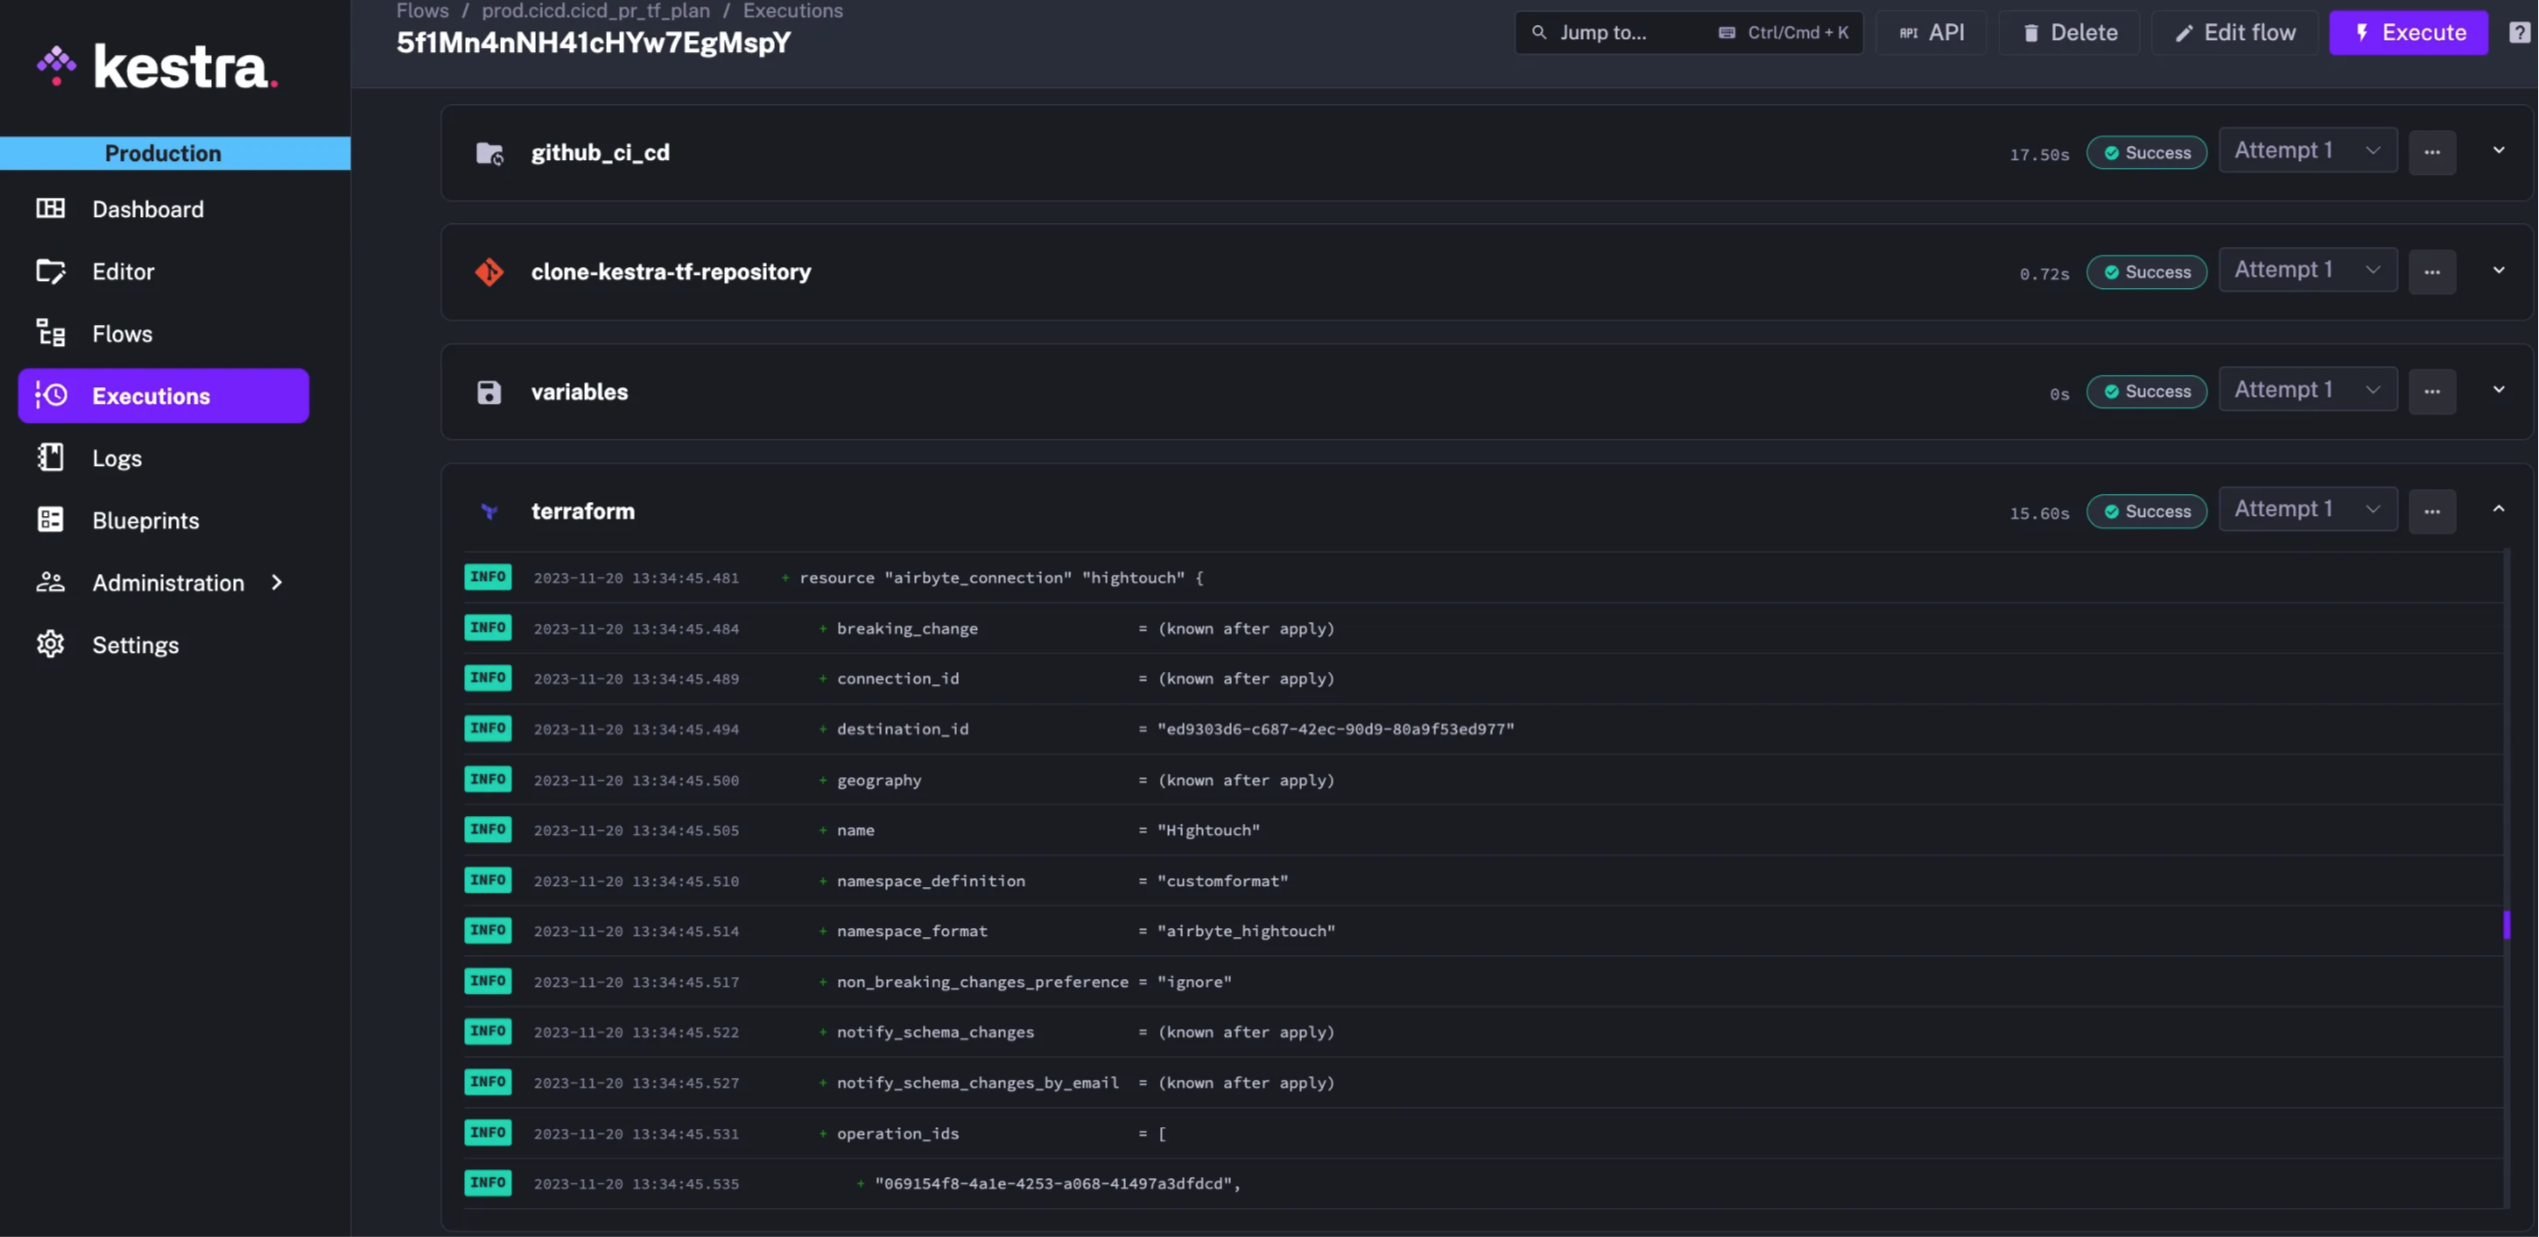 kestra.
Production
Dashboard
Editor
Flows
Executions
Logs
Blueprints
Administration
Settings
Flows / prod.cicd.cicd_pr_tf_plan / Executions
5f1Mn4nNH41cHYw7EgMspY
Jump to... Ctrl/Cmd + K
API API
Delete
Edit flow
Execute
?
github_ci_cd 17.50s Success Attempt 1 ...
clone-kestra-tf-repository 0.72s Success Attempt 1 ...
variables 0s Success Attempt 1 ...
terraform 15.60s Success Attempt 1 ...
INFO 2023-11-20 13:34:45.481 + resource "airbyte_connection" "hightouch" {
INFO 2023-11-20 13:34:45.484 + breaking_change = (known after apply)
INFO 2023-11-20 13:34:45.489 + connection_id = (known after apply)
INFO 2023-11-20 13:34:45.494 + destination_id = "ed9303d6-c687-42ec-90d9-80a9f53ed977"
INFO 2023-11-20 13:34:45.500 + geography = (known after apply)
INFO 2023-11-20 13:34:45.505 + name = "Hightouch"
INFO 2023-11-20 13:34:45.510 + namespace_definition = "customformat"
INFO 2023-11-20 13:34:45.514 + namespace_format = "airbyte_hightouch"
INFO 2023-11-20 13:34:45.517 + non_breaking_changes_preference = "ignore"
INFO 2023-11-20 13:34:45.522 + notify_schema_changes = (known after apply)
INFO 2023-11-20 13:34:45.527 + notify_schema_changes_by_email = (known after apply)
INFO 2023-11-20 13:34:45.531 + operation_ids = [
INFO 2023-11-20 13:34:45.535 + "069154f8-4a1e-4253-a068-41497a3dfdcd",